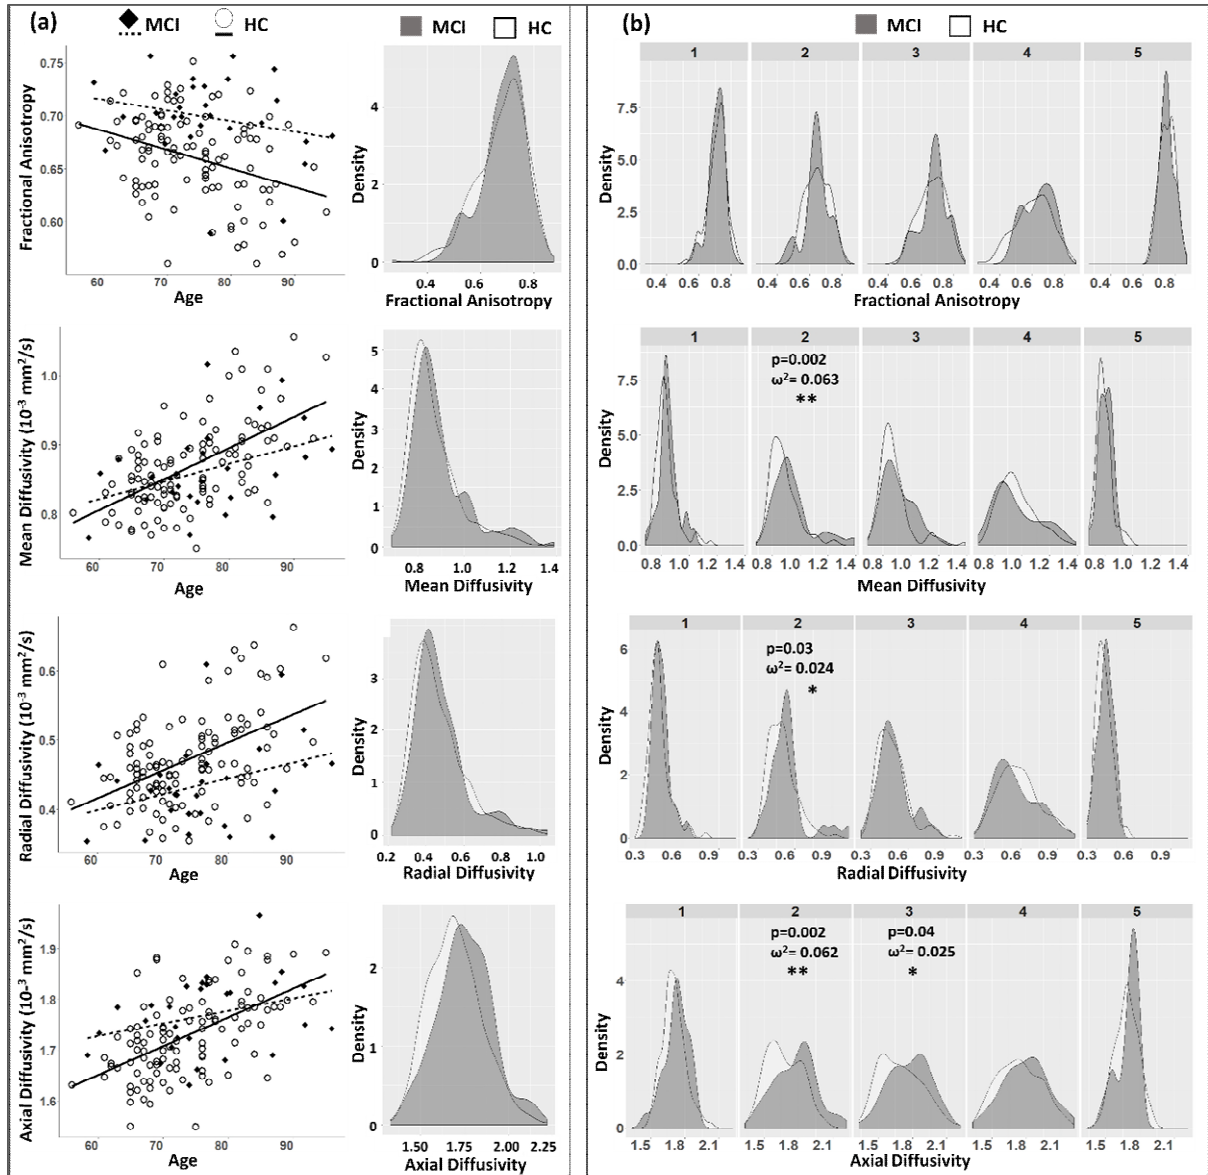 (a) MCI HC
MCI HC
(b) MCI HC
Fractional Anisotropy
0.75
0.70
0.65
0.60
60 70 80 90
Age
Density
4
2
0
0.4 0.6 0.8
Fractional Anisotropy
1 2 3 4 5
Density
7.5
5.0
2.5
0.0
0.4 0.6 0.8 0.4 0.6 0.8 0.4 0.6 0.8 0.4 0.6 0.8 0.4 0.6 0.8
Fractional Anisotropy
Mean Diffusivity (10⁻³ mm²/s)
1.0
0.9
0.8
60 70 80 90
Age
Density
5
4
3
2
1
0
0.8 1.0 1.2 1.4
Mean Diffusivity
1 2 3 4 5
p=0.002
ω²= 0.063
**
Density
7.5
5.0
2.5
0.0
0.8 1.0 1.2 1.4 0.8 1.0 1.2 1.4 0.8 1.0 1.2 1.4 0.8 1.0 1.2 1.4 0.8 1.0 1.2 1.4
Mean Diffusivity
Radial Diffusivity (10⁻³ mm²/s)
0.6
0.5
0.4
60 70 80 90
Age
Density
3
2
1
0
0.2 0.4 0.6 0.8 1.0
Radial Diffusivity
1 2 3 4 5
p=0.03
ω²= 0.024
*
Density
6
4
2
0
0.3 0.6 0.9 0.3 0.6 0.9 0.3 0.6 0.9 0.3 0.6 0.9 0.3 0.6 0.9
Radial Diffusivity
Axial Diffusivity (10⁻³ mm²/s)
1.9
1.8
1.7
1.6
60 70 80 90
Age
Density
2
1
0
1.50 1.75 2.00 2.25
Axial Diffusivity
1 2 3 4 5
p=0.002 p=0.04
ω²= 0.062 ω²= 0.025
** *
Density
4
2
0
1.5 1.8 2.1 1.5 1.8 2.1 1.5 1.8 2.1 1.5 1.8 2.1 1.5 1.8 2.1
Axial Diffusivity